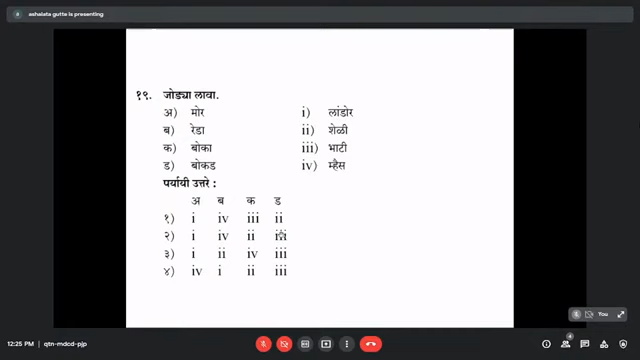 ashalata gutte is presenting
१९. जोड्या लावा.
अ) मोर i) लांडोर
ब) रेडा ii) शेळी
क) बोका iii) भाटी
ड) बोकड iv) म्हैस
पर्यायी उत्तरे :
अ ब क ड
१) i iv iii ii
२) i iv ii iii
३) i ii iv iii
४) iv i ii iii
You
12:25 PM | qtn-mdcd-pjp